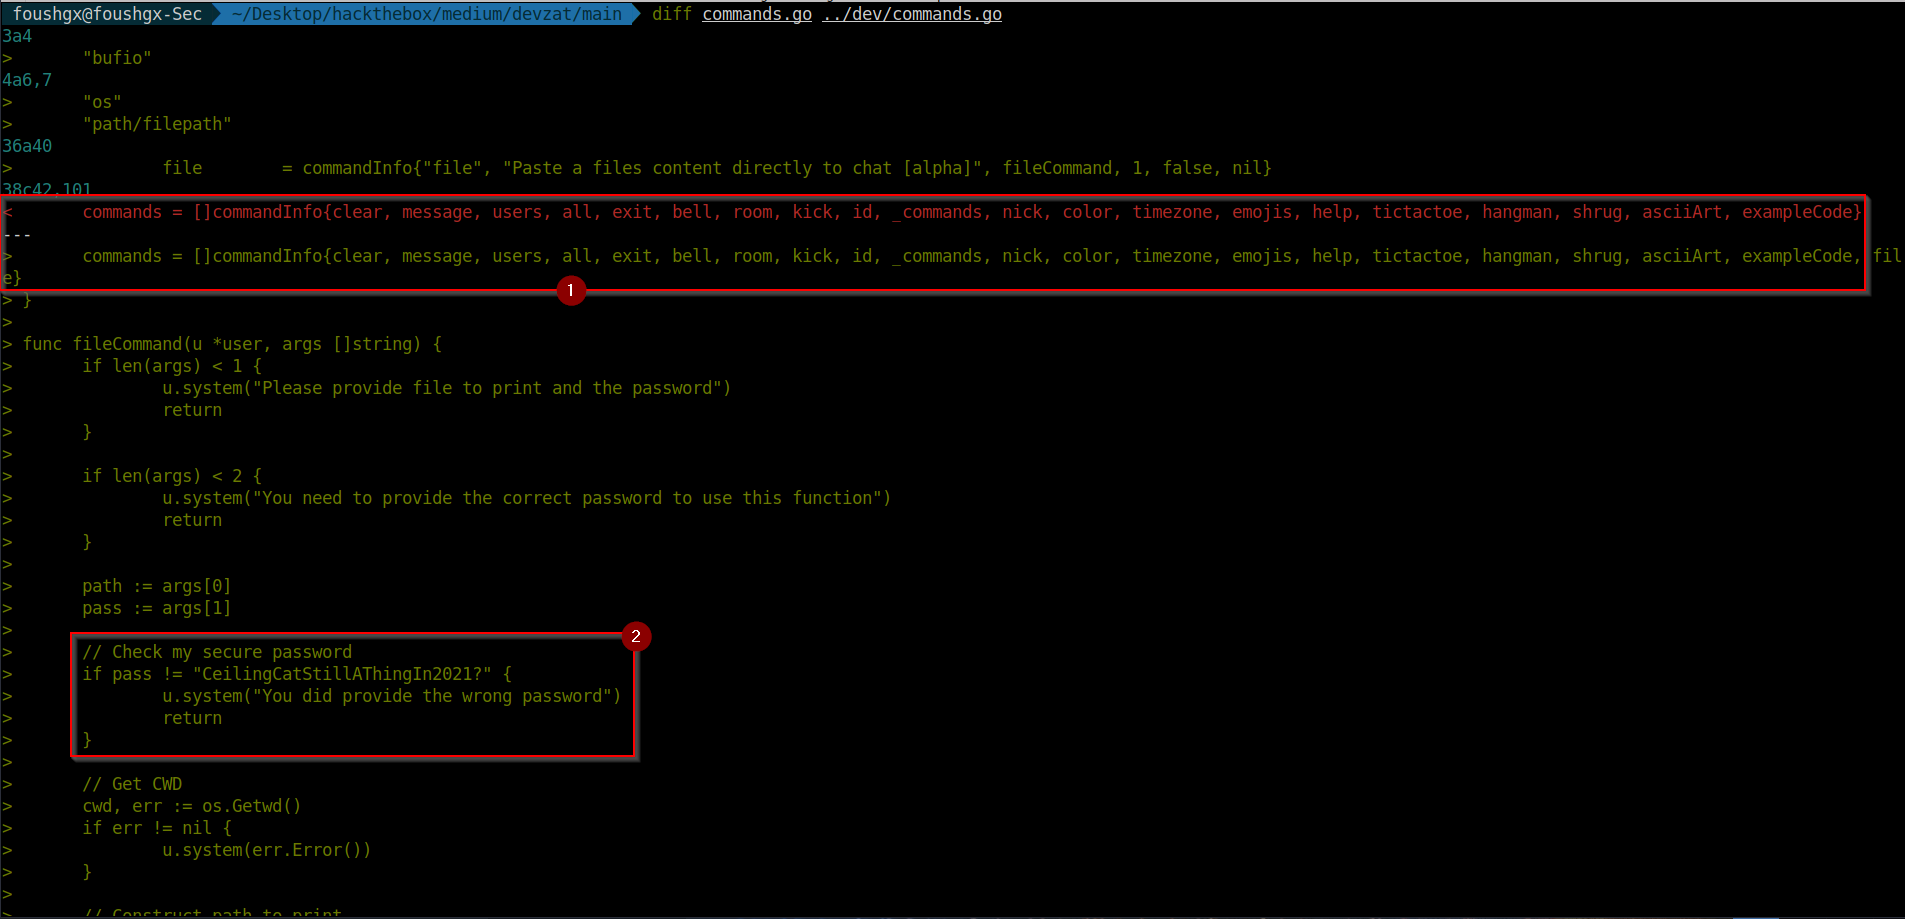 foushgx@foushgx-Sec ~/Desktop/hackthebox/medium/devzat/main diff commands.go ../dev/commands.go
3a4
>       "bufio"
4a6,7
>       "os"
>       "path/filepath"
36a40
>               file        = commandInfo{"file", "Paste a files content directly to chat [alpha]", fileCommand, 1, false, nil}
38c42,101
<       commands = []commandInfo{clear, message, users, all, exit, bell, room, kick, id, _commands, nick, color, timezone, emojis, help, tictactoe, hangman, shrug, asciiArt, exampleCode}
---
>       commands = []commandInfo{clear, message, users, all, exit, bell, room, kick, id, _commands, nick, color, timezone, emojis, help, tictactoe, hangman, shrug, asciiArt, exampleCode, fil
e}
1
> }
>
> func fileCommand(u *user, args []string) {
>       if len(args) < 1 {
>               u.system("Please provide file to print and the password")
>               return
>       }
>
>       if len(args) < 2 {
>               u.system("You need to provide the correct password to use this function")
>               return
>       }
>
>       path := args[0]
>       pass := args[1]
>
2
>       // Check my secure password
>       if pass != "CeilingCatStillAThingIn2021?" {
>               u.system("You did provide the wrong password")
>               return
>       }
>
>       // Get CWD
>       cwd, err := os.Getwd()
>       if err != nil {
>               u.system(err.Error())
>       }
>
>       // Construct path to print